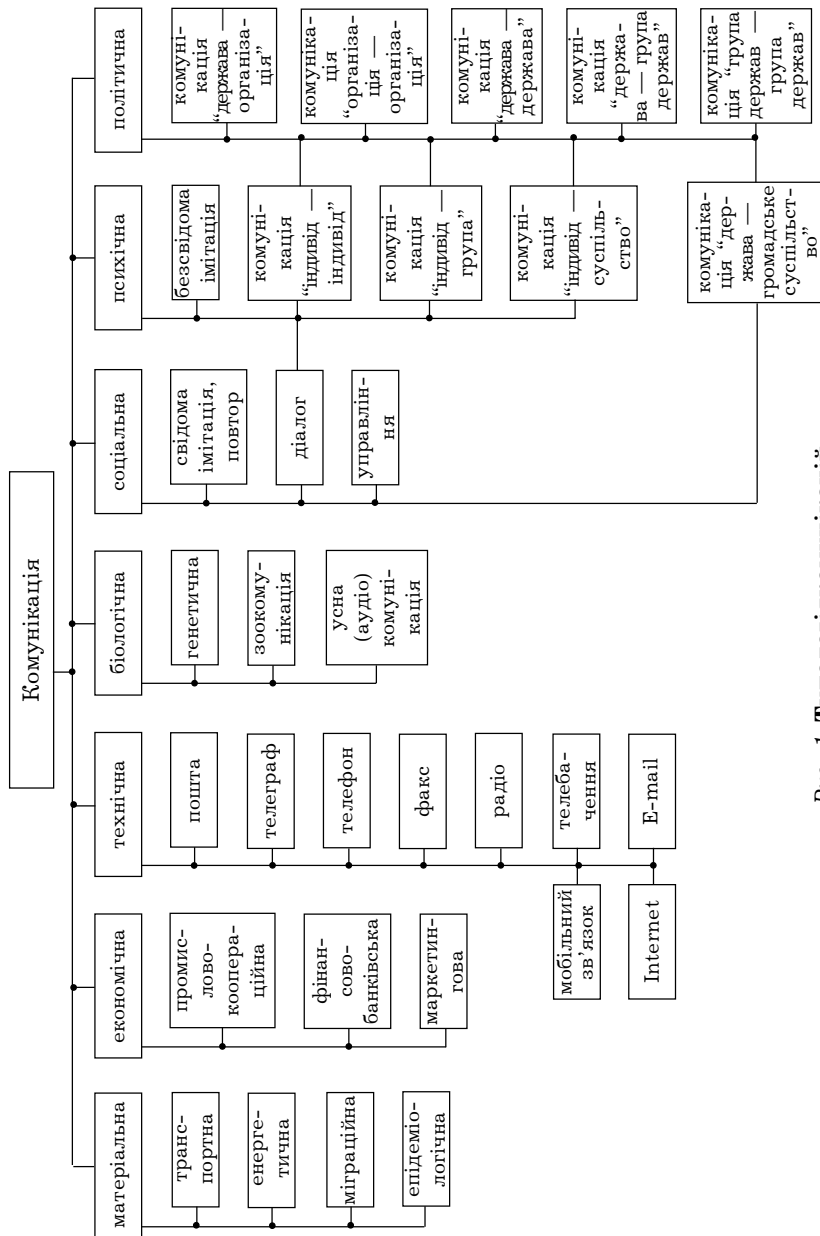 Комунікація
матеріальна
транс-
портна
енерге-
тична
міграційна
епідеміо-
логічна
економічна
промис-
лово-
коопера-
ційна
фінан-
сово-
банківська
маркетин-
гова
технічна
пошта
телеграф
телефон
факс
радіо
телеба-
чення
E-mail
мобільний
зв’язок
Internet
біологічна
генетична
зоокому-
нікація
усна
(аудіо)
комуні-
кація
соціальна
свідома
імітація,
повтор
діалог
управлін-
ня
психічна
безсвідома
імітація
комуні-
кація
“індивід —
індивід”
комуні-
кація
“індивід —
група”
комуні-
кація
“індивід —
суспіль-
ство”
комуніка-
ція “дер-
жава —
громадське
суспільст-
во”
політична
комуні-
кація
“держава —
організа-
ція”
комуніка-
ція
“організа-
ція —
організа-
ція”
комуні-
кація
“держава —
держава”
комуні-
кація
“держа-
ва — група
держав”
комуніка-
ція “група
держав —
група
держав”